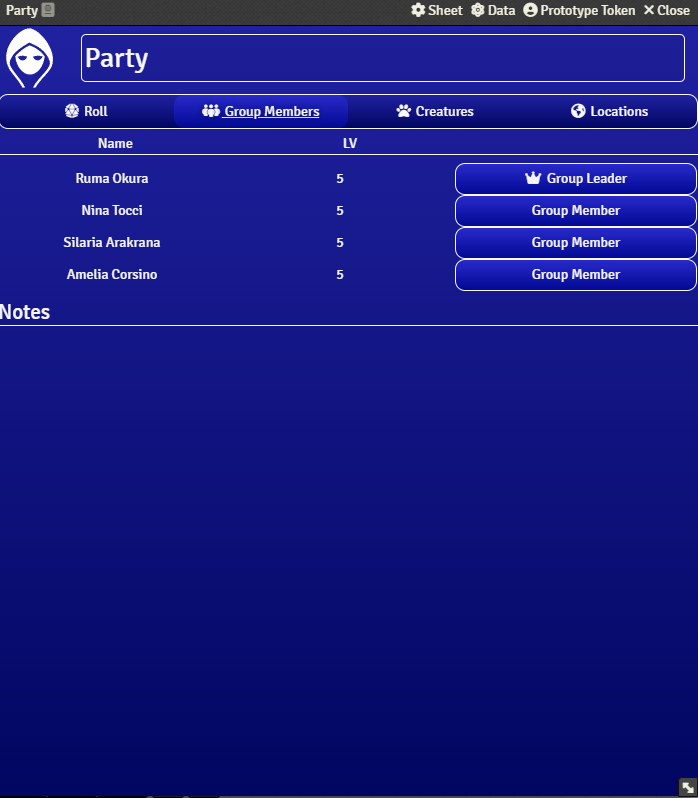 Party Sheet Data Prototype Token Close
Party
Roll Group Members Creatures Locations
Name LV
Ruma Okura 5 Group Leader
Nina Tocci 5 Group Member
Silaria Arakrana 5 Group Member
Amelia Corsino 5 Group Member
Notes